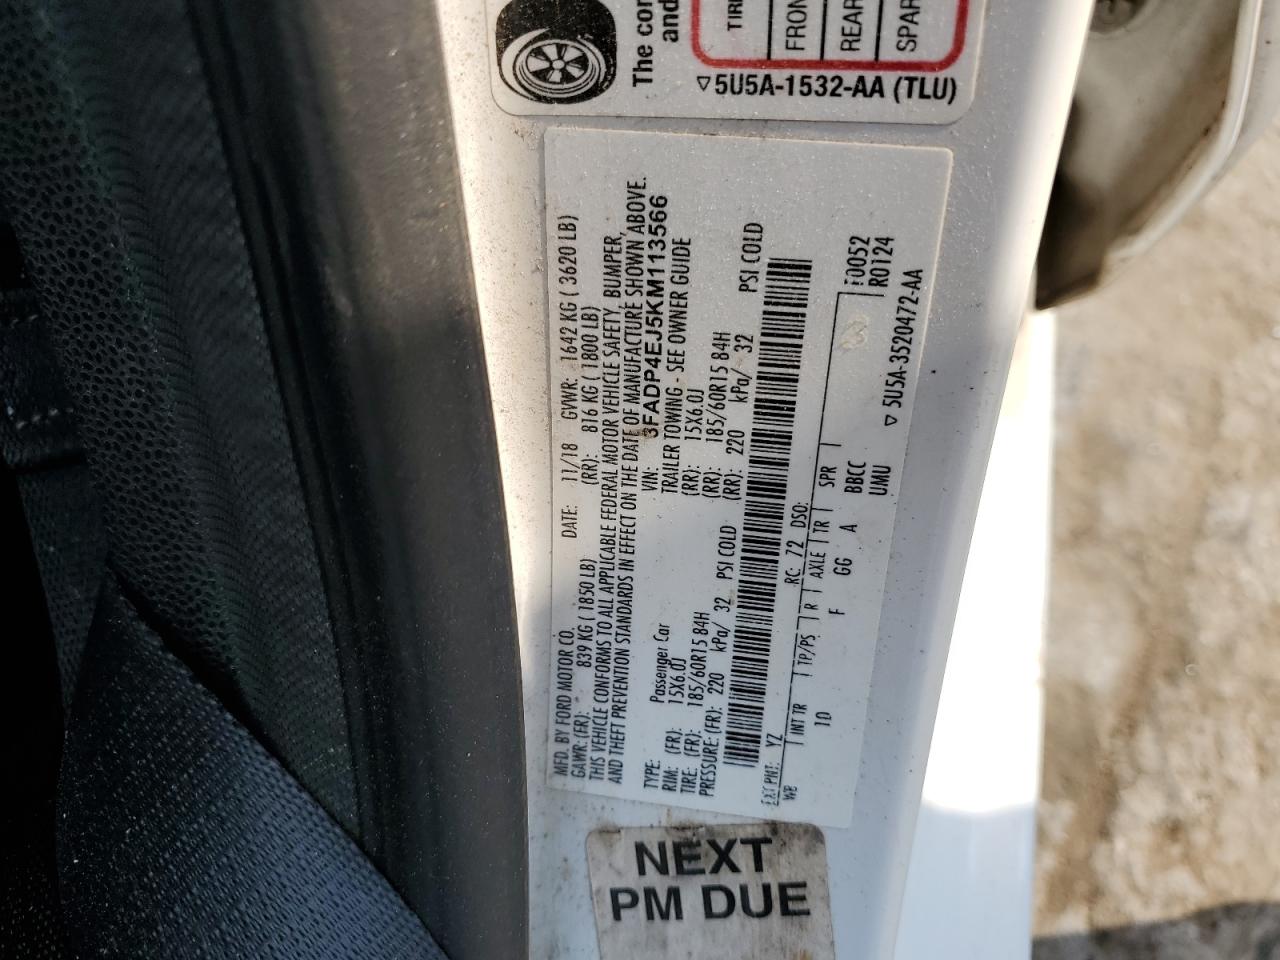 The con
and
TIRE
FRON
REAR
SPAR
5U5A-1532-AA (TLU)
MFD. BY FORD MOTOR CO. DATE: 11/18 GVWR: 1642 KG ( 3620 LB)
GAWR: (FR): 839 KG ( 1850 LB) (RR): 816 KG ( 1800 LB)
THIS VEHICLE CONFORMS TO ALL APPLICABLE FEDERAL MOTOR VEHICLE SAFETY, BUMPER,
AND THEFT PREVENTION STANDARDS IN EFFECT ON THE DATE OF MANUFACTURE SHOWN ABOVE.
VIN: 3FADP4EJ5KM113566
TYPE: Passenger Car TRAILER TOWING - SEE OWNER GUIDE
RIM: (FR): 15X6.0J (RR): 15X6.0J
TIRE: (FR): 185/60R15 84H (RR): 185/60R15 84H
PRESSURE: (FR): 220 kPa/ 32 PSI COLD (RR): 220 kPa/ 32 PSI COLD
EXT PNT: YZ RC: 72 DSO:
WB INT TR TP/PS R AXLE TR SPR
10 F GG A BBCC 0052
UMU R0124
5U5A-3520472-AA
NEXT
PM DUE